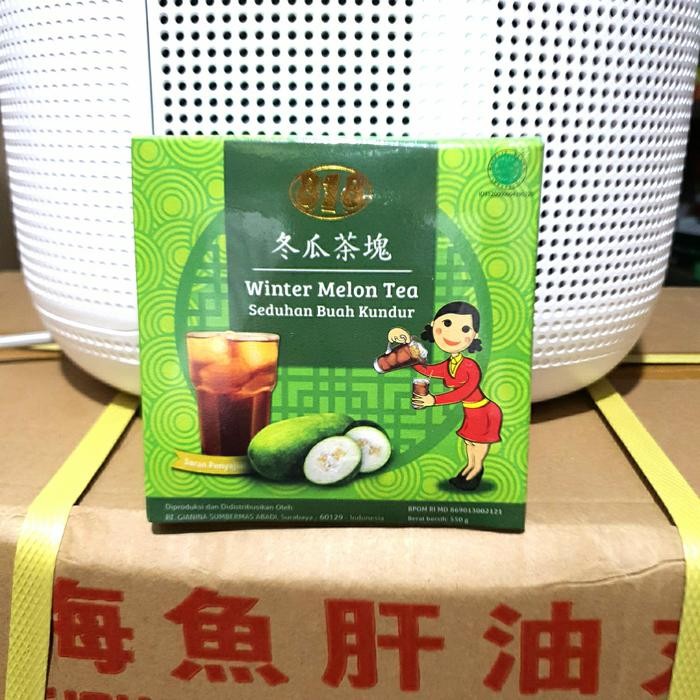 818
冬瓜茶塊
Winter Melon Tea
Seduhan Buah Kundur
Saran Penyajian
Diproduksi dan Didistribusikan Oleh
PT. GIANINA SUMBERMAS ABADI, Surabaya , 60129 - Indonesia
BPOM RI MD 869013002121
Berat bersih: 550 g
海魚肝油